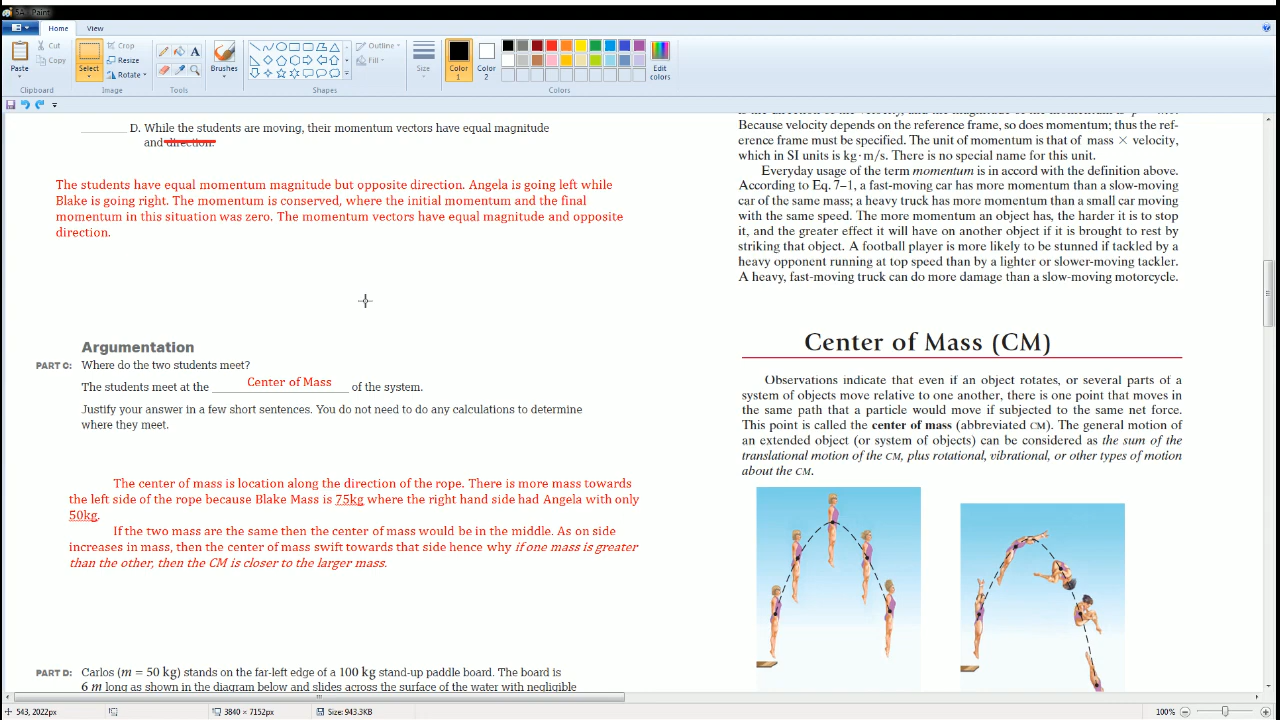 5A - Paint
Home View
Cut
Copy
Paste
Clipboard
Crop
Resize
Rotate
Select
Image
Tools
Brushes
Outline
Fill
Shapes
Size
Color 1
Color 2
Edit colors
Colors
D. While the students are moving, their momentum vectors have equal magnitude
and direction.
The students have equal momentum magnitude but opposite direction. Angela is going left while
Blake is going right. The momentum is conserved, where the initial momentum and the final
momentum in this situation was zero. The momentum vectors have equal magnitude and opposite
direction.
Argumentation
PART C: Where do the two students meet?
The students meet at the Center of Mass of the system.
Justify your answer in a few short sentences. You do not need to do any calculations to determine
where they meet.
The center of mass is location along the direction of the rope. There is more mass towards
the left side of the rope because Blake Mass is 75kg where the right hand side had Angela with only
50kg.
If the two mass are the same then the center of mass would be in the middle. As on side
increases in mass, then the center of mass swift towards that side hence why if one mass is greater
than the other, then the CM is closer to the larger mass.
PART D: Carlos (m = 50 kg) stands on the far-left edge of a 100 kg stand-up paddle board. The board is
6 m long as shown in the diagram below and slides across the surface of the water with negligible
Because velocity depends on the reference frame, so does momentum; thus the ref-
erence frame must be specified. The unit of momentum is that of mass × velocity,
which in SI units is kg·m/s. There is no special name for this unit.
Everyday usage of the term momentum is in accord with the definition above.
According to Eq. 7–1, a fast-moving car has more momentum than a slow-moving
car of the same mass; a heavy truck has more momentum than a small car moving
with the same speed. The more momentum an object has, the harder it is to stop
it, and the greater effect it will have on another object if it is brought to rest by
striking that object. A football player is more likely to be stunned if tackled by a
heavy opponent running at top speed than by a lighter or slower-moving tackler.
A heavy, fast-moving truck can do more damage than a slow-moving motorcycle.
Center of Mass (CM)
Observations indicate that even if an object rotates, or several parts of a
system of objects move relative to one another, there is one point that moves in
the same path that a particle would move if subjected to the same net force.
This point is called the center of mass (abbreviated CM). The general motion of
an extended object (or system of objects) can be considered as the sum of the
translational motion of the CM, plus rotational, vibrational, or other types of motion
about the CM.
543, 2022px
3840 × 7152px
Size: 943.3KB
100%